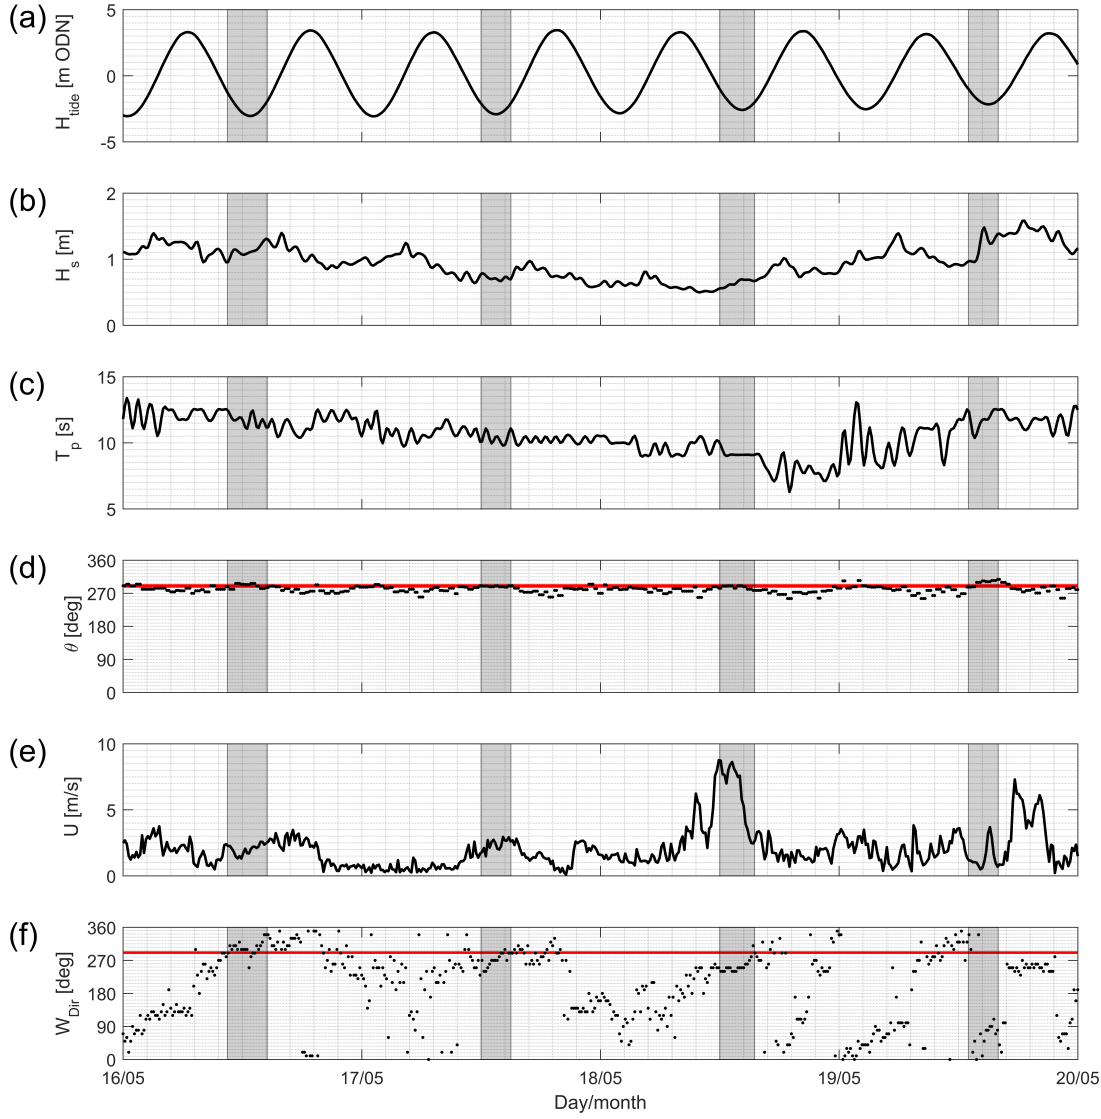 (a)
H_tide [m ODN]
5
0
-5
(b)
H_s [m]
2
1
0
(c)
T_p [s]
15
10
5
(d)
θ [deg]
360
270
180
90
0
(e)
U [m/s]
10
5
0
(f)
W_Dir [deg]
360
270
180
90
0
16/05 17/05 18/05 19/05 20/05
Day/month